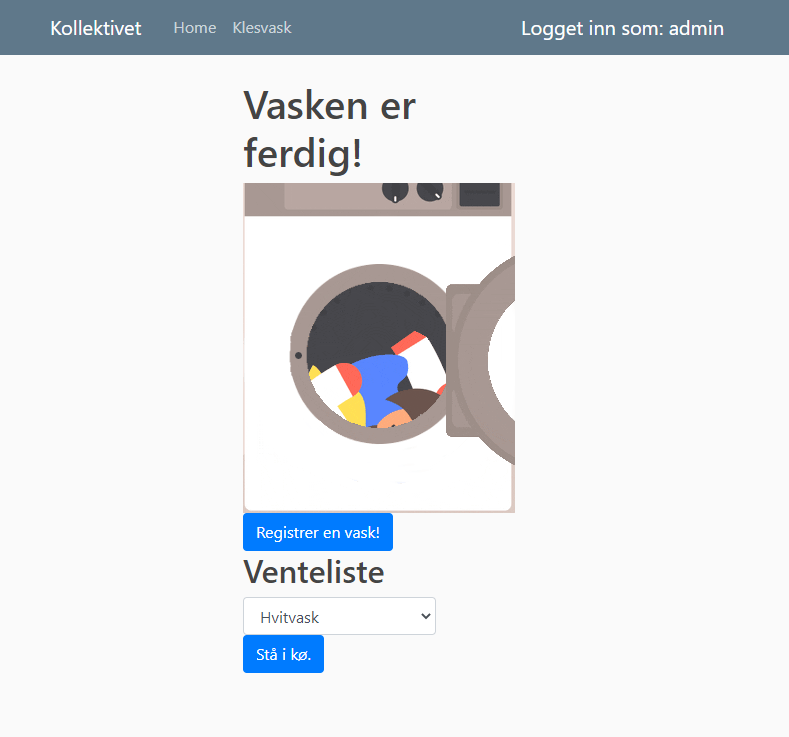 Kollektivet Home Klesvask Logget inn som: admin
Vasken er
ferdig!
Registrer en vask!
Venteliste
Hvitvask
Stå i kø.